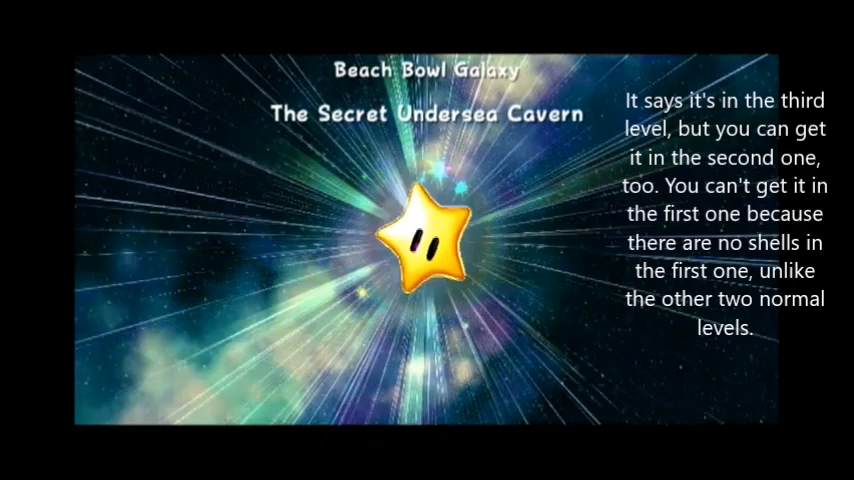 Beach Bowl Galaxy
The Secret Undersea Cavern
It says it's in the third
level, but you can get
it in the second one,
too. You can't get it in
the first one because
there are no shells in
the first one, unlike
the other two normal
levels.